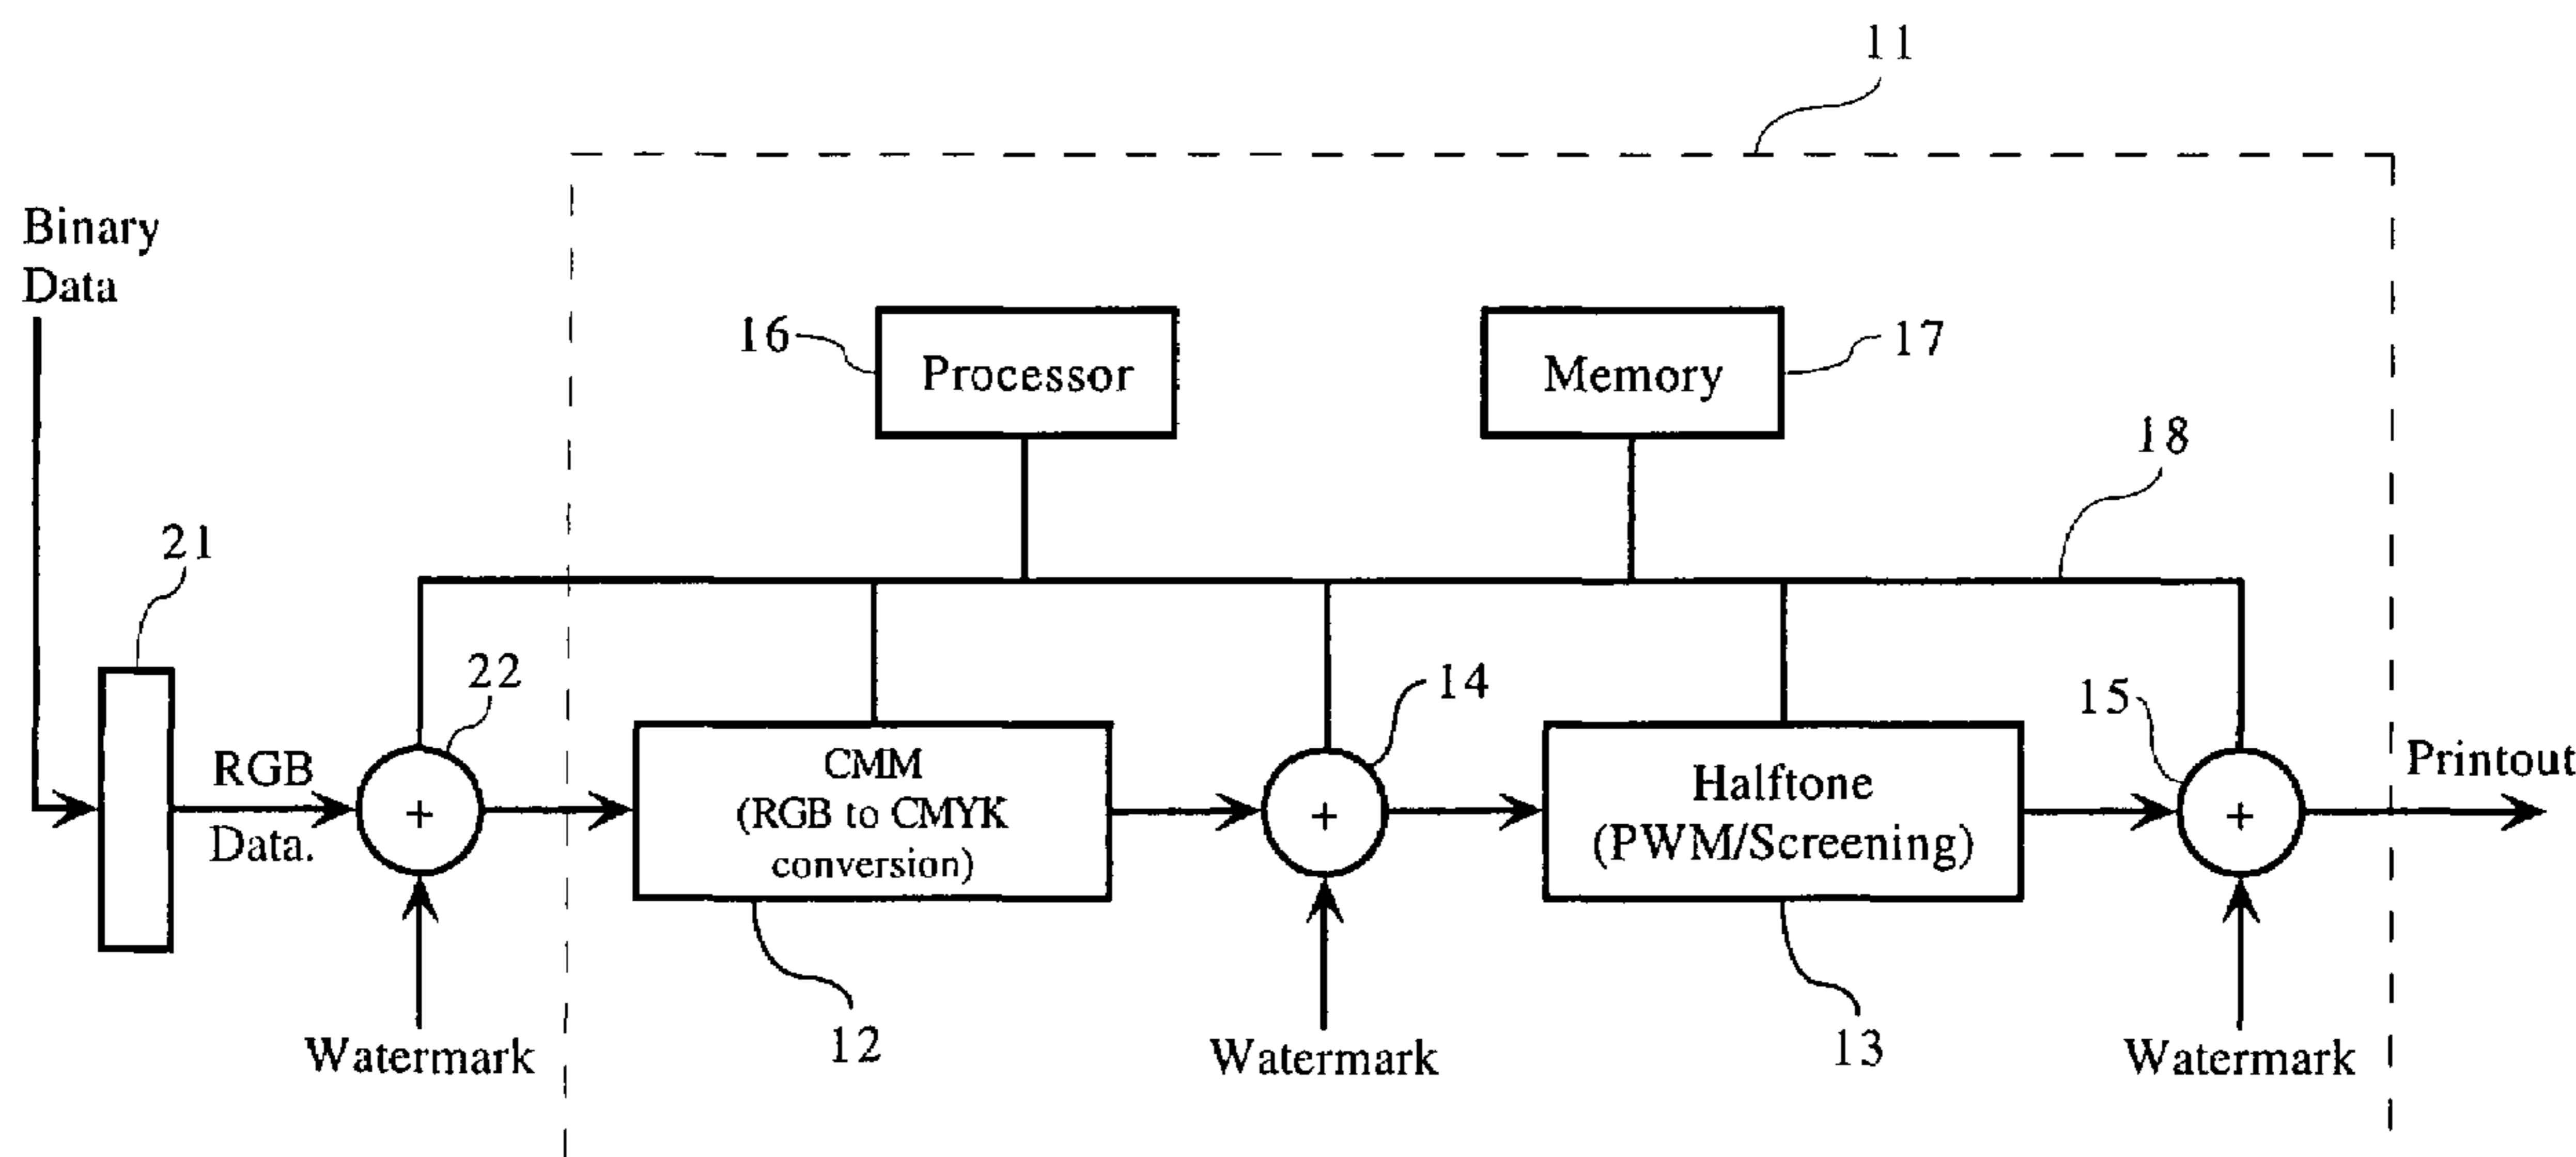 11
Binary
Data
16
Processor
Memory
17
18
21
22
14
15
RGB
Data.
+
CMM
(RGB to CMYK
conversion)
+
Halftone
(PWM/Screening)
+
Printout
Watermark
12
Watermark
13
Watermark